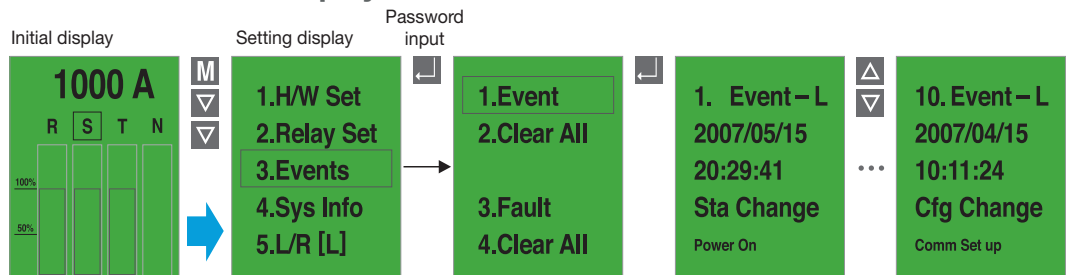 Initial display
1000 A
R S T N
100%
50%
M
Setting display
1.H/W Set
2.Relay Set
3.Events
4.Sys Info
5.L/R [L]
Password
input
1.Event
2.Clear All
3.Fault
4.Clear All
1. Event–L
2007/05/15
20:29:41
Sta Change
Power On
...
10. Event–L
2007/04/15
10:11:24
Cfg Change
Comm Set up